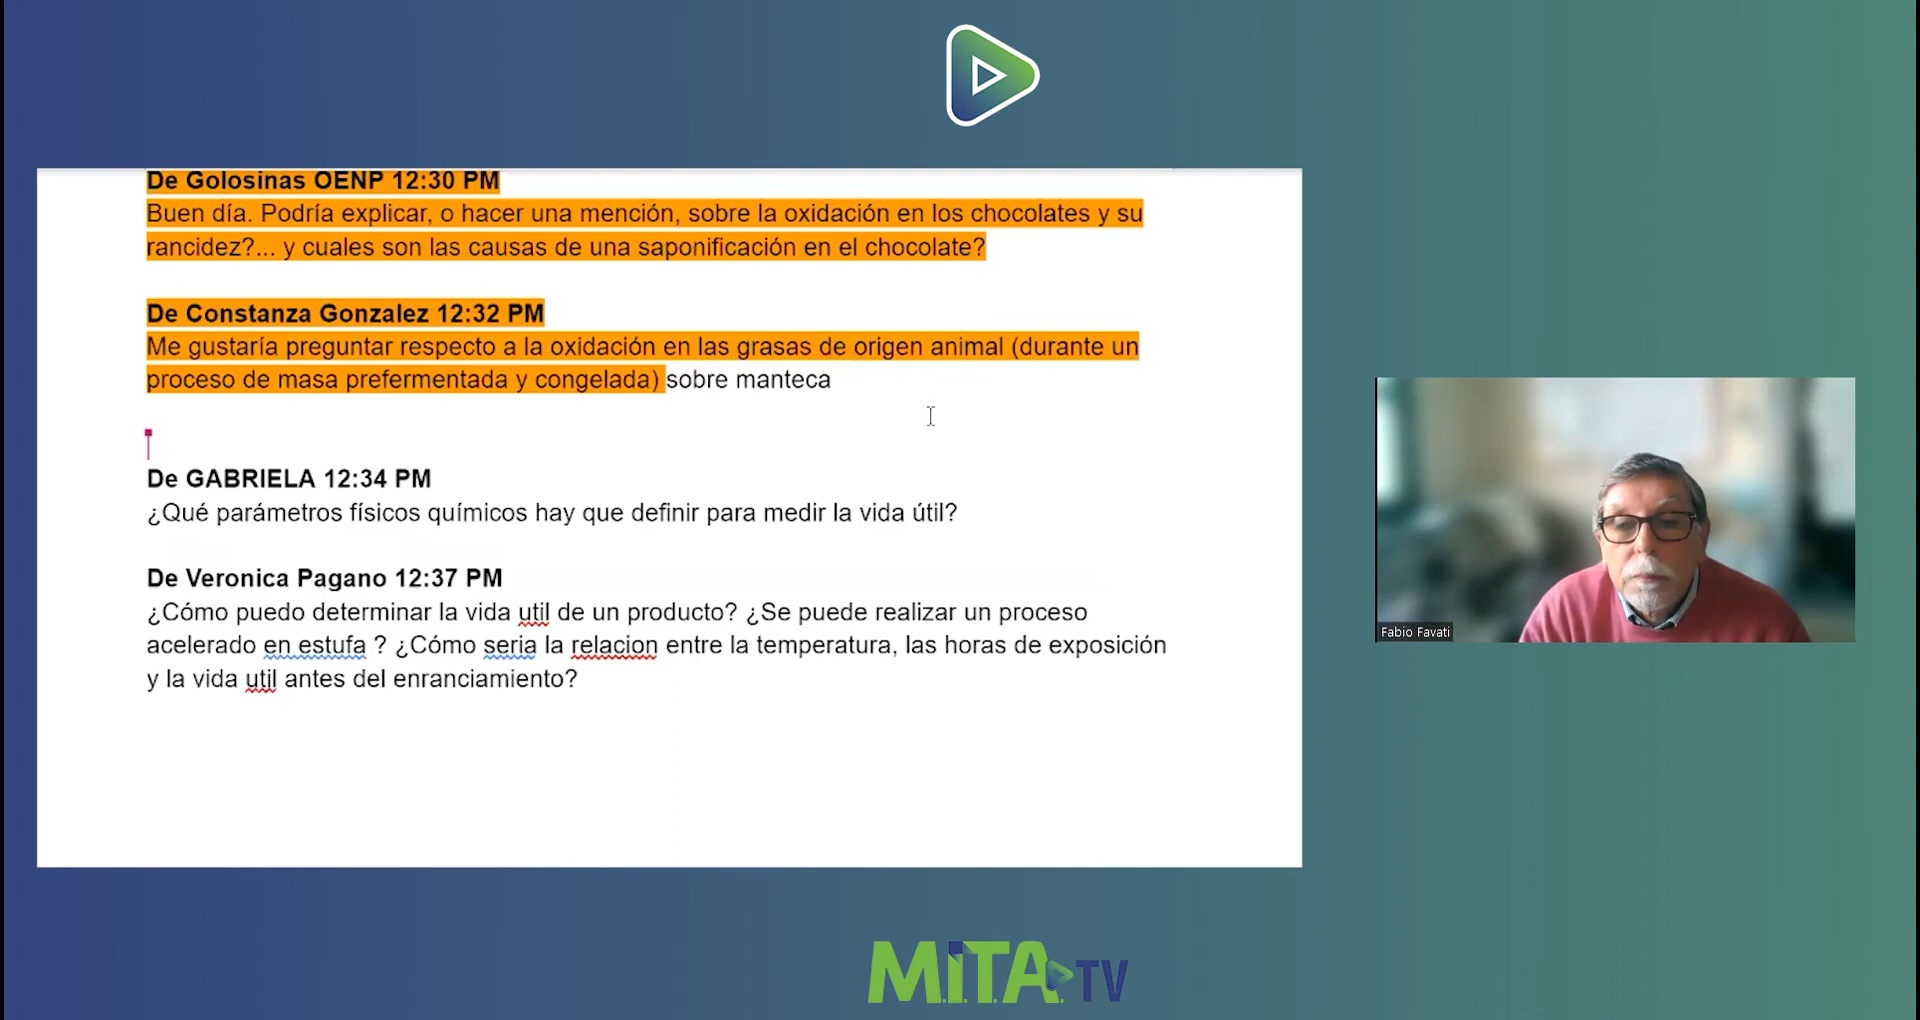 De Golosinas OENP 12:30 PM
Buen día. Podría explicar, o hacer una mención, sobre la oxidación en los chocolates y su
rancidez?... y cuales son las causas de una saponificación en el chocolate?
De Constanza Gonzalez 12:32 PM
Me gustaría preguntar respecto a la oxidación en las grasas de origen animal (durante un
proceso de masa prefermentada y congelada) sobre manteca
De GABRIELA 12:34 PM
¿Qué parámetros físicos químicos hay que definir para medir la vida útil?
De Veronica Pagano 12:37 PM
¿Cómo puedo determinar la vida util de un producto? ¿Se puede realizar un proceso
acelerado en estufa ? ¿Cómo seria la relacion entre la temperatura, las horas de exposición
y la vida util antes del enranciamiento?
Fabio Favati
M.I.T.A. TV